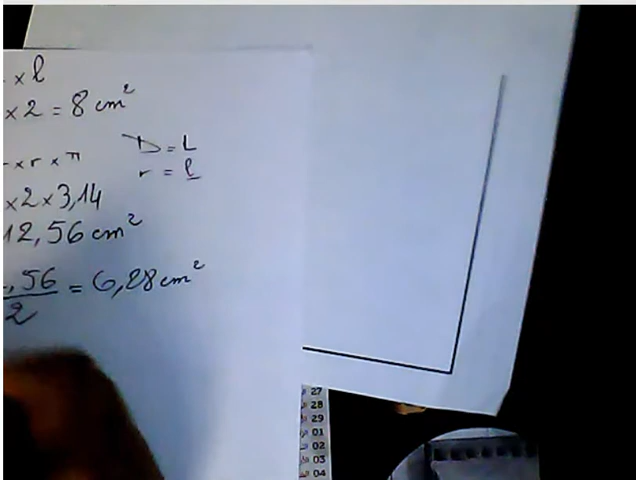 × l
× 2 = 8 cm²
× r × π
D = L
r = l
× 2 × 3,14
12,56 cm²
,56/2 = 6,28 cm²
27
28
29
01
02
03
04